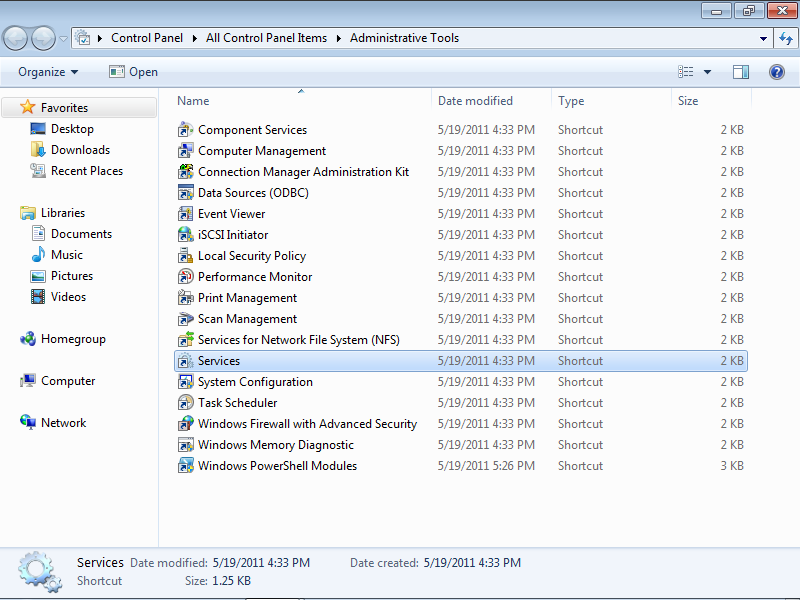 Control Panel All Control Panel Items Administrative Tools
Organize Open
Name Date modified Type Size
Favorites
Desktop
Downloads
Recent Places
Libraries
Documents
Music
Pictures
Videos
Homegroup
Computer
Network
Component Services 5/19/2011 4:33 PM Shortcut 2 KB
Computer Management 5/19/2011 4:33 PM Shortcut 2 KB
Connection Manager Administration Kit 5/19/2011 4:33 PM Shortcut 2 KB
Data Sources (ODBC) 5/19/2011 4:33 PM Shortcut 2 KB
Event Viewer 5/19/2011 4:33 PM Shortcut 2 KB
iSCSI Initiator 5/19/2011 4:33 PM Shortcut 2 KB
Local Security Policy 5/19/2011 4:33 PM Shortcut 2 KB
Performance Monitor 5/19/2011 4:33 PM Shortcut 2 KB
Print Management 5/19/2011 4:33 PM Shortcut 2 KB
Scan Management 5/19/2011 4:33 PM Shortcut 2 KB
Services for Network File System (NFS) 5/19/2011 4:33 PM Shortcut 2 KB
Services 5/19/2011 4:33 PM Shortcut 2 KB
System Configuration 5/19/2011 4:33 PM Shortcut 2 KB
Task Scheduler 5/19/2011 4:33 PM Shortcut 2 KB
Windows Firewall with Advanced Security 5/19/2011 4:33 PM Shortcut 2 KB
Windows Memory Diagnostic 5/19/2011 4:33 PM Shortcut 2 KB
Windows PowerShell Modules 5/19/2011 5:26 PM Shortcut 3 KB
Services Date modified: 5/19/2011 4:33 PM Date created: 5/19/2011 4:33 PM
Shortcut Size: 1.25 KB